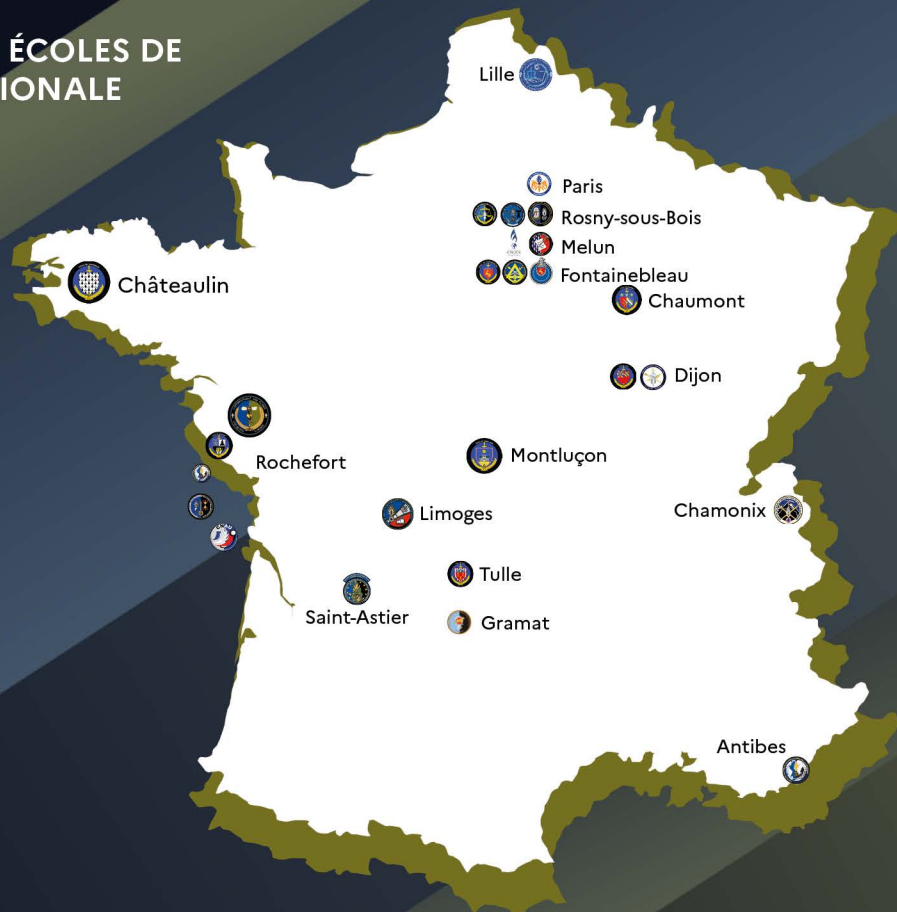 ÉCOLES DE
IONALE
Lille
Paris
Rosny-sous-Bois
Melun
Fontainebleau
Châteaulin
Chaumont
Dijon
Rochefort
Montluçon
Limoges
Chamonix
Tulle
Saint-Astier
Gramat
Antibes